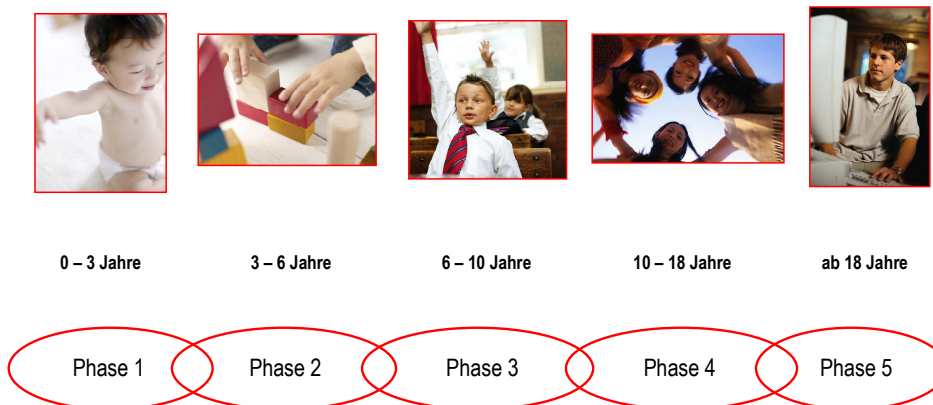 0 – 3 Jahre
3 – 6 Jahre
6 – 10 Jahre
10 – 18 Jahre
ab 18 Jahre
Phase 1
Phase 2
Phase 3
Phase 4
Phase 5